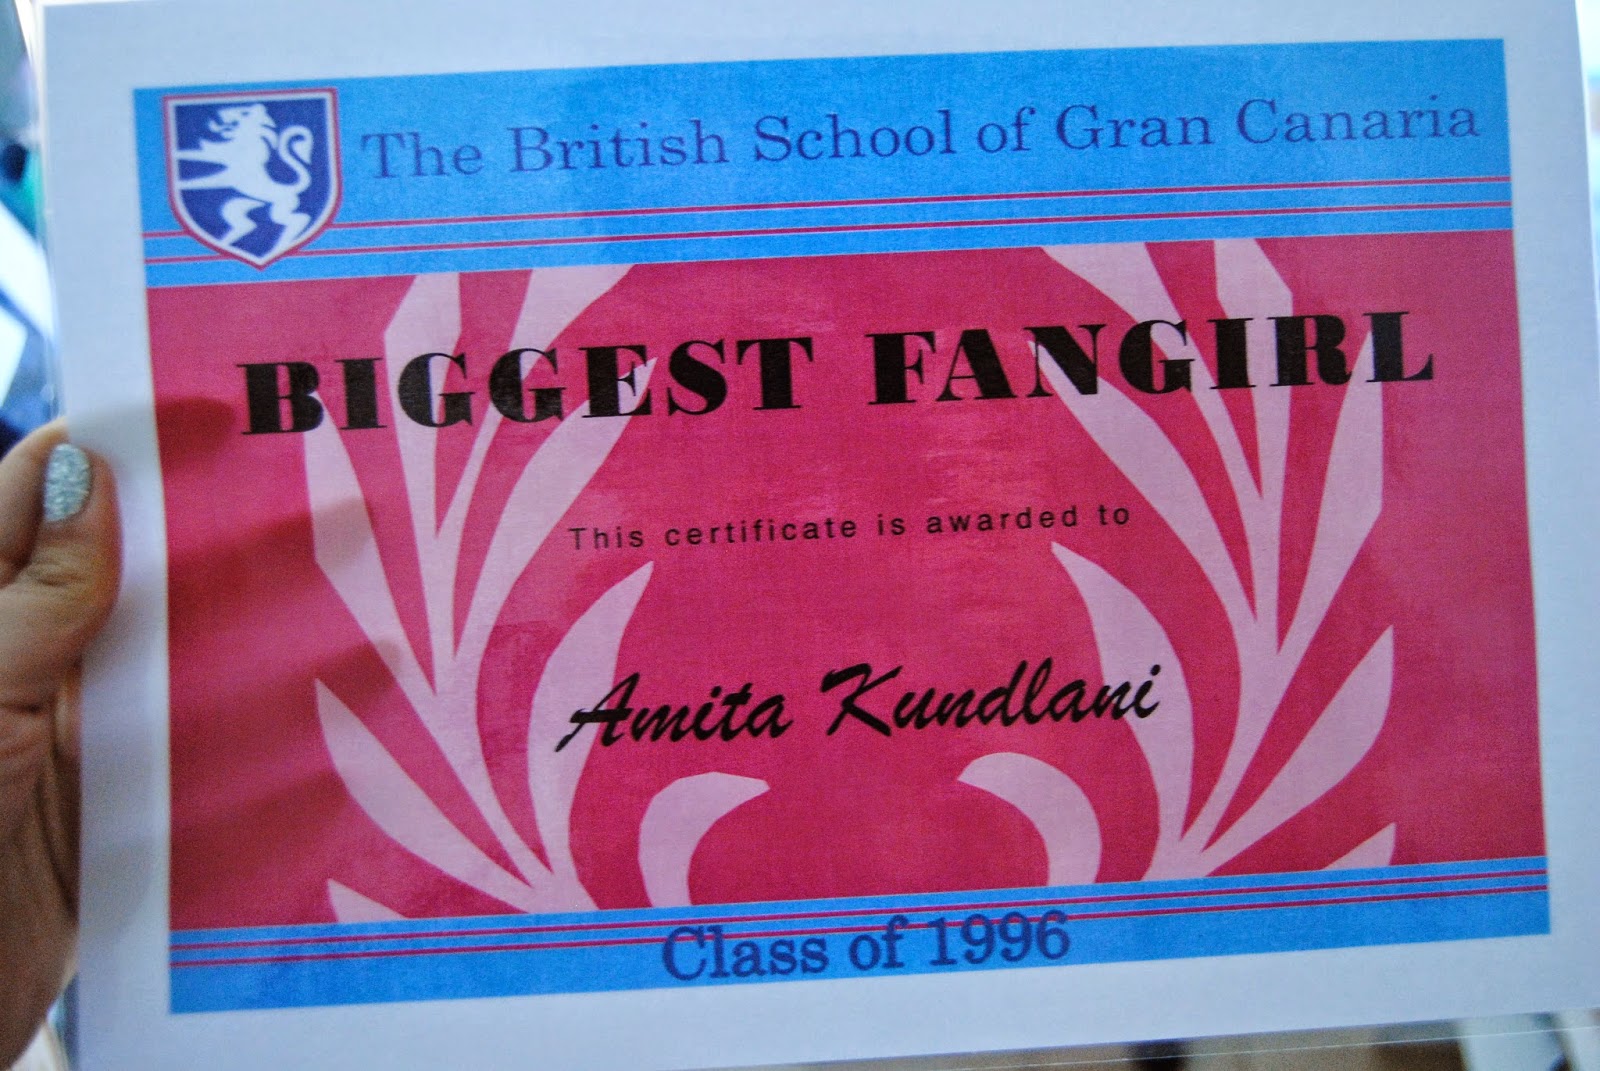 The British School of Gran Canaria
BIGGEST FANGIRL
This certificate is awarded to
Amita Kundlani
Class of 1996